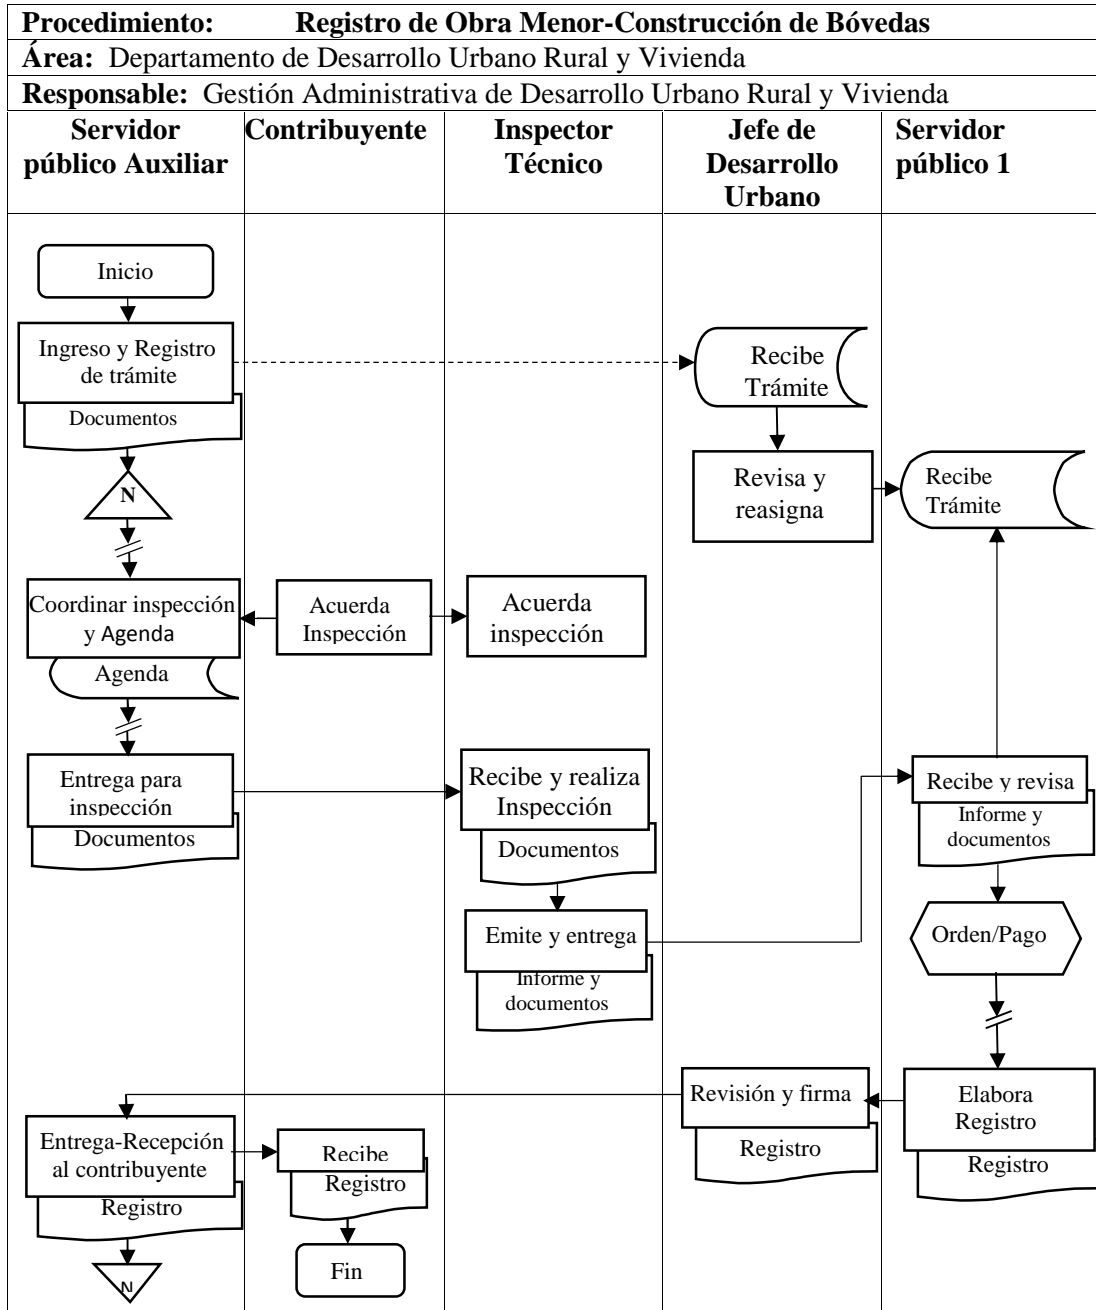 Procedimiento: Registro de Obra Menor-Construcción de Bóvedas
Área: Departamento de Desarrollo Urbano Rural y Vivienda
Responsable: Gestión Administrativa de Desarrollo Urbano Rural y Vivienda
Servidor
público Auxiliar
Contribuyente
Inspector
Técnico
Jefe de
Desarrollo
Urbano
Servidor
público 1
Inicio
Ingreso y Registro
de trámite
Documentos
N
Recibe
Trámite
Revisa y
reasigna
Recibe
Trámite
Coordinar inspección
y Agenda
Agenda
Acuerda
Inspección
Acuerda
inspección
Entrega para
inspección
Documentos
Recibe y realiza
Inspección
Documentos
Emite y entrega
Informe y
documentos
Recibe y revisa
Informe y
documentos
Orden/Pago
Elabora
Registro
Registro
Revisión y firma
Registro
Entrega-Recepción
al contribuyente
Registro
N
Recibe
Registro
Fin